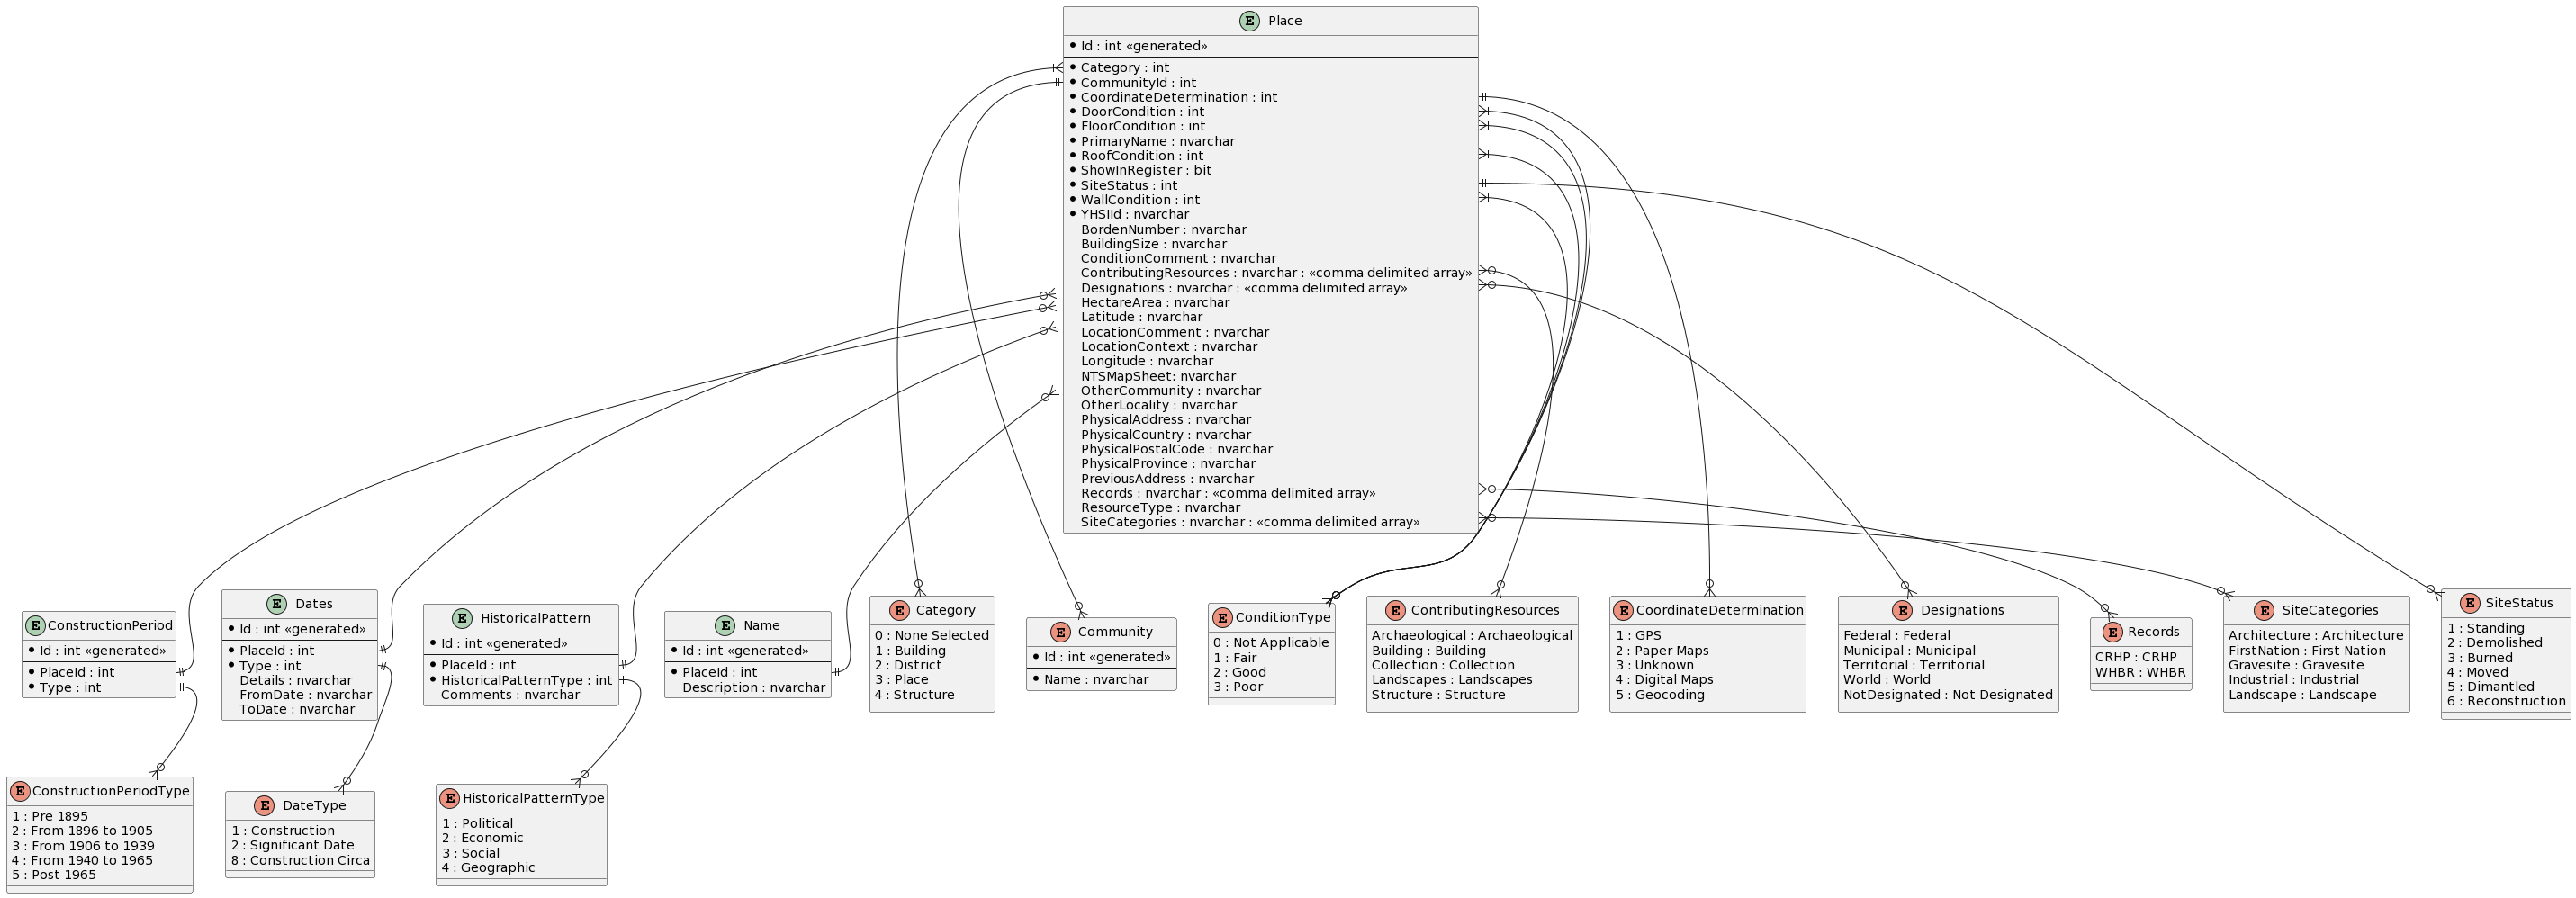 E Place
Id : int «generated»
Category : int
CommunityId : int
CoordinateDetermination : int
DoorCondition : int
FloorCondition : int
PrimaryName : nvarchar
RoofCondition : int
ShowInRegister : bit
SiteStatus : int
WallCondition : int
YHSIId : nvarchar
BordenNumber : nvarchar
BuildingSize : nvarchar
ConditionComment : nvarchar
ContributingResources : nvarchar : «comma delimited array»
Designations : nvarchar : «comma delimited array»
HectareArea : nvarchar
Latitude : nvarchar
LocationComment : nvarchar
LocationContext : nvarchar
Longitude : nvarchar
NTSMapSheet: nvarchar
OtherCommunity : nvarchar
OtherLocality : nvarchar
PhysicalAddress : nvarchar
PhysicalCountry : nvarchar
PhysicalPostalCode : nvarchar
PhysicalProvince : nvarchar
PreviousAddress : nvarchar
Records : nvarchar : «comma delimited array»
ResourceType : nvarchar
SiteCategories : nvarchar : «comma delimited array»
E ConstructionPeriod
Id : int «generated»
PlaceId : int
Type : int
E Dates
Id : int «generated»
PlaceId : int
Type : int
Details : nvarchar
FromDate : nvarchar
ToDate : nvarchar
E HistoricalPattern
Id : int «generated»
PlaceId : int
HistoricalPatternType : int
Comments : nvarchar
E Name
Id : int «generated»
PlaceId : int
Description : nvarchar
E Category
0 : None Selected
1 : Building
2 : District
3 : Place
4 : Structure
E Community
Id : int «generated»
Name : nvarchar
E ConditionType
0 : Not Applicable
1 : Fair
2 : Good
3 : Poor
E ContributingResources
Archaeological : Archaeological
Building : Building
Collection : Collection
Landscapes : Landscapes
Structure : Structure
E CoordinateDetermination
1 : GPS
2 : Paper Maps
3 : Unknown
4 : Digital Maps
5 : Geocoding
E Designations
Federal : Federal
Municipal : Municipal
Territorial : Territorial
World : World
NotDesignated : Not Designated
E Records
CRHP : CRHP
WHBR : WHBR
E SiteCategories
Architecture : Architecture
FirstNation : First Nation
Gravesite : Gravesite
Industrial : Industrial
Landscape : Landscape
E SiteStatus
1 : Standing
2 : Demolished
3 : Burned
4 : Moved
5 : Dimantled
6 : Reconstruction
E ConstructionPeriodType
1 : Pre 1895
2 : From 1896 to 1905
3 : From 1906 to 1939
4 : From 1940 to 1965
5 : Post 1965
E DateType
1 : Construction
2 : Significant Date
8 : Construction Circa
E HistoricalPatternType
1 : Political
2 : Economic
3 : Social
4 : Geographic